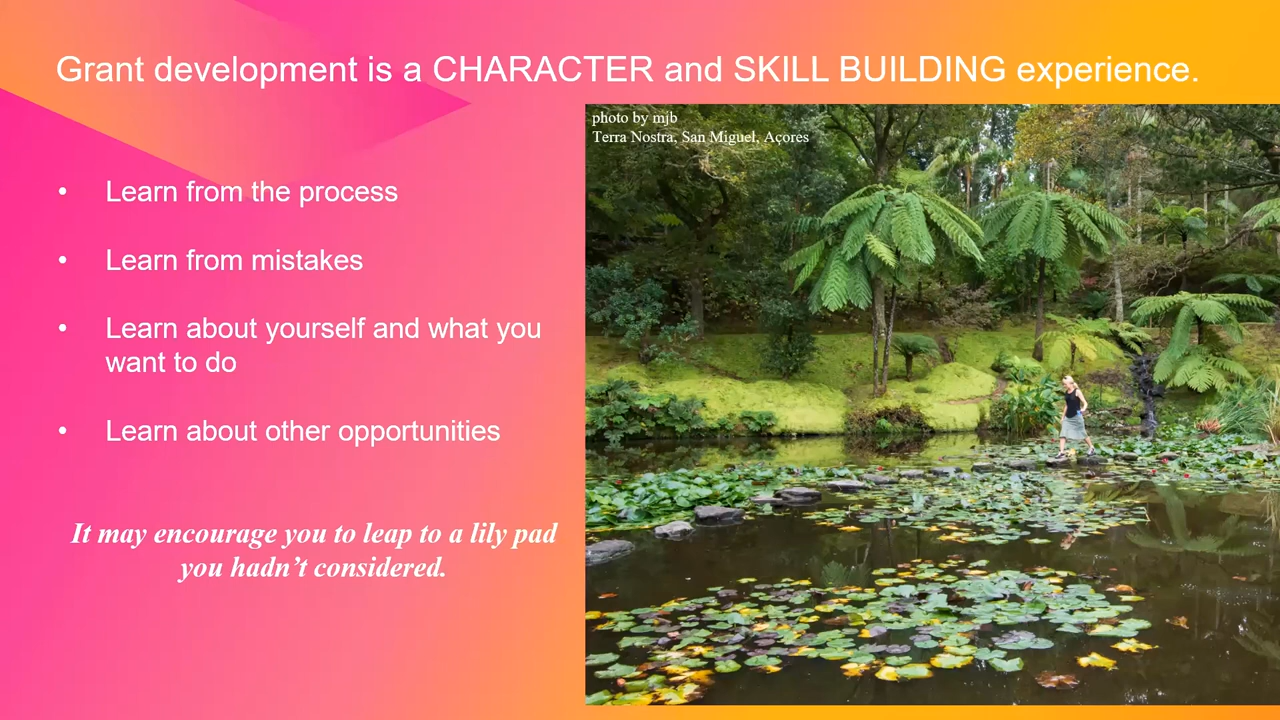 Grant development is a CHARACTER and SKILL BUILDING experience.
photo by mjb
Terra Nostra, San Miguel, Açores
• Learn from the process
• Learn from mistakes
• Learn about yourself and what you
want to do
• Learn about other opportunities
It may encourage you to leap to a lily pad
you hadn’t considered.